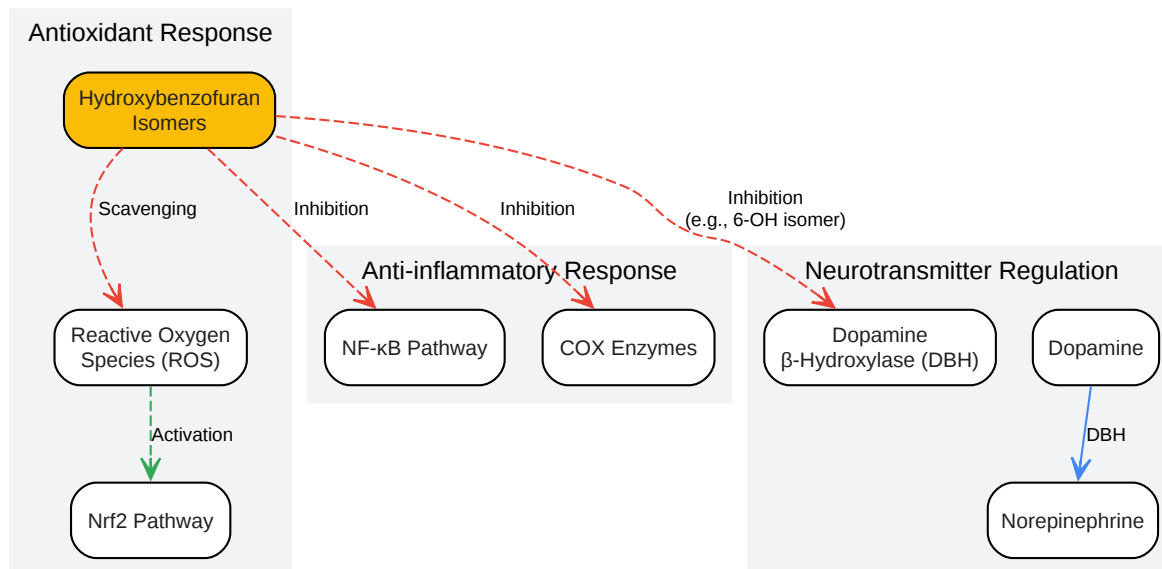 Antioxidant Response
Hydroxybenzofuran
Isomers
Scavenging
Inhibition
Inhibition
Inhibition
(e.g., 6-OH isomer)
Anti-inflammatory Response
Neurotransmitter Regulation
Reactive Oxygen
Species (ROS)
NF-κB Pathway
COX Enzymes
Dopamine
β-Hydroxylase (DBH)
Dopamine
Activation
DBH
Nrf2 Pathway
Norepinephrine